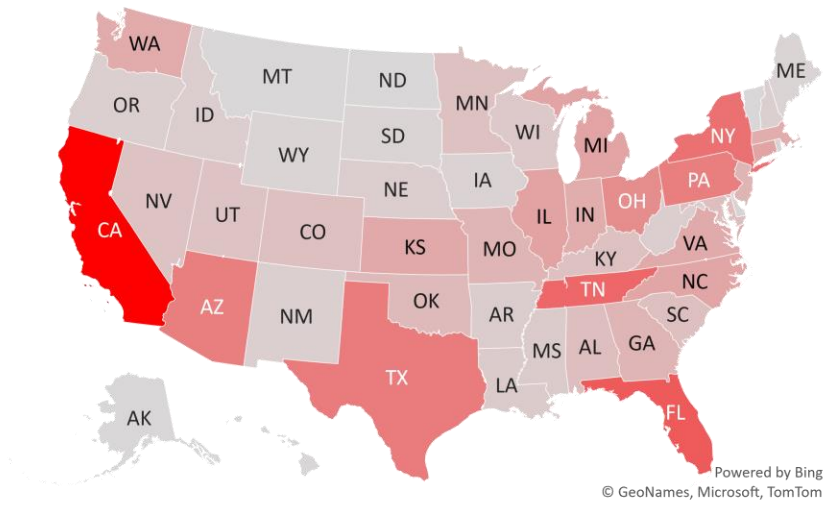 WA
MT
ND
ME
OR
ID
MN
WI
SD
NY
WY
MI
IA
PA
NE
NV
UT
IL
IN
OH
CA
CO
KS
MO
KY
VA
AZ
NM
OK
TN
NC
AR
SC
TX
MS
AL
GA
LA
AK
FL
Powered by Bing
© GeoNames, Microsoft, TomTom